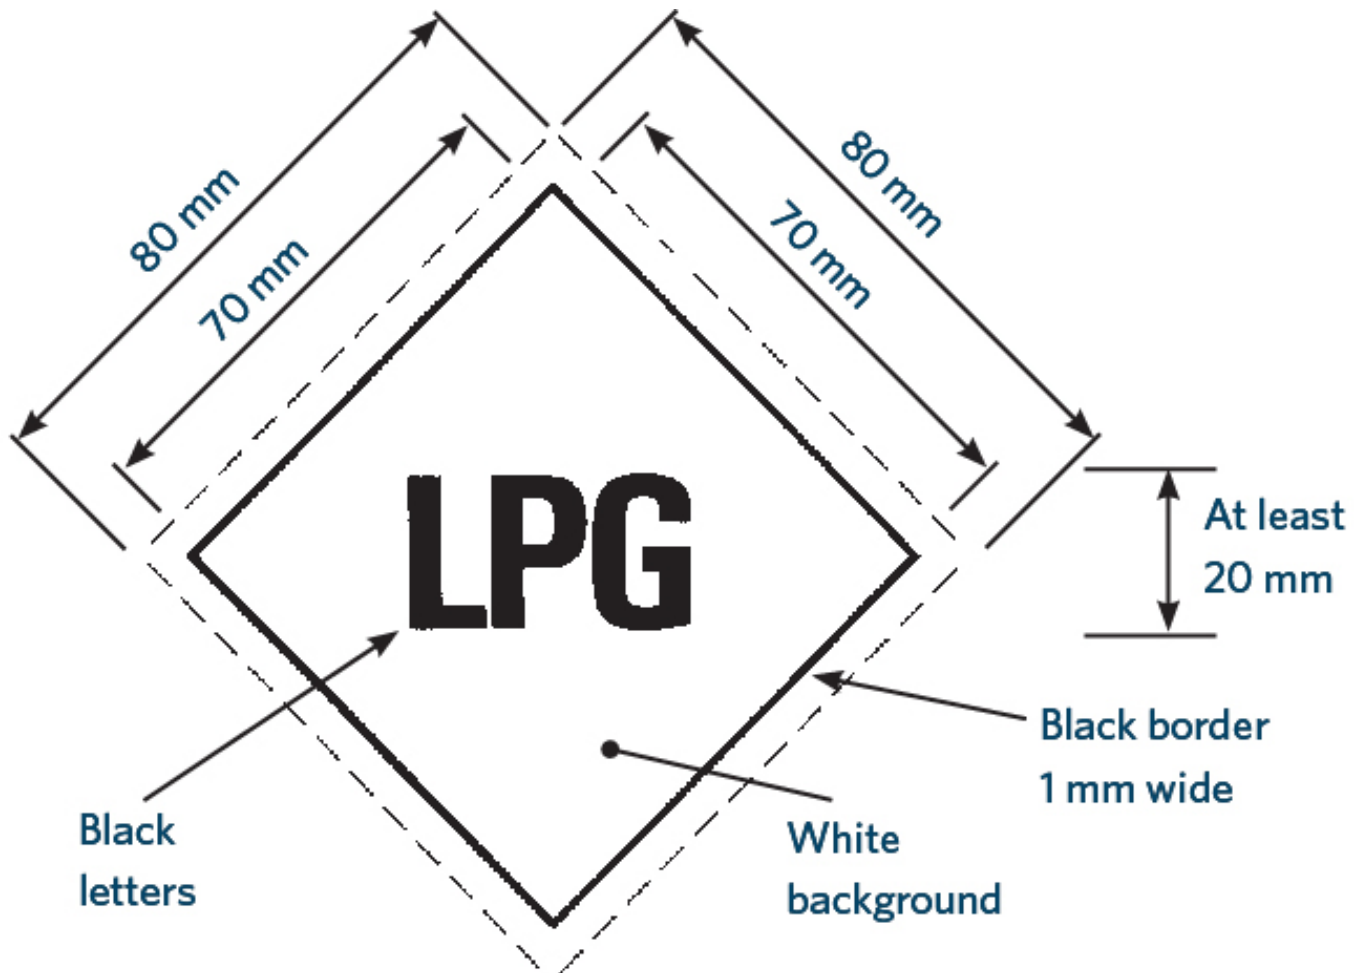 80 mm
70 mm
80 mm
70 mm
LPG
At least
20 mm
Black border
1 mm wide
Black
letters
White
background